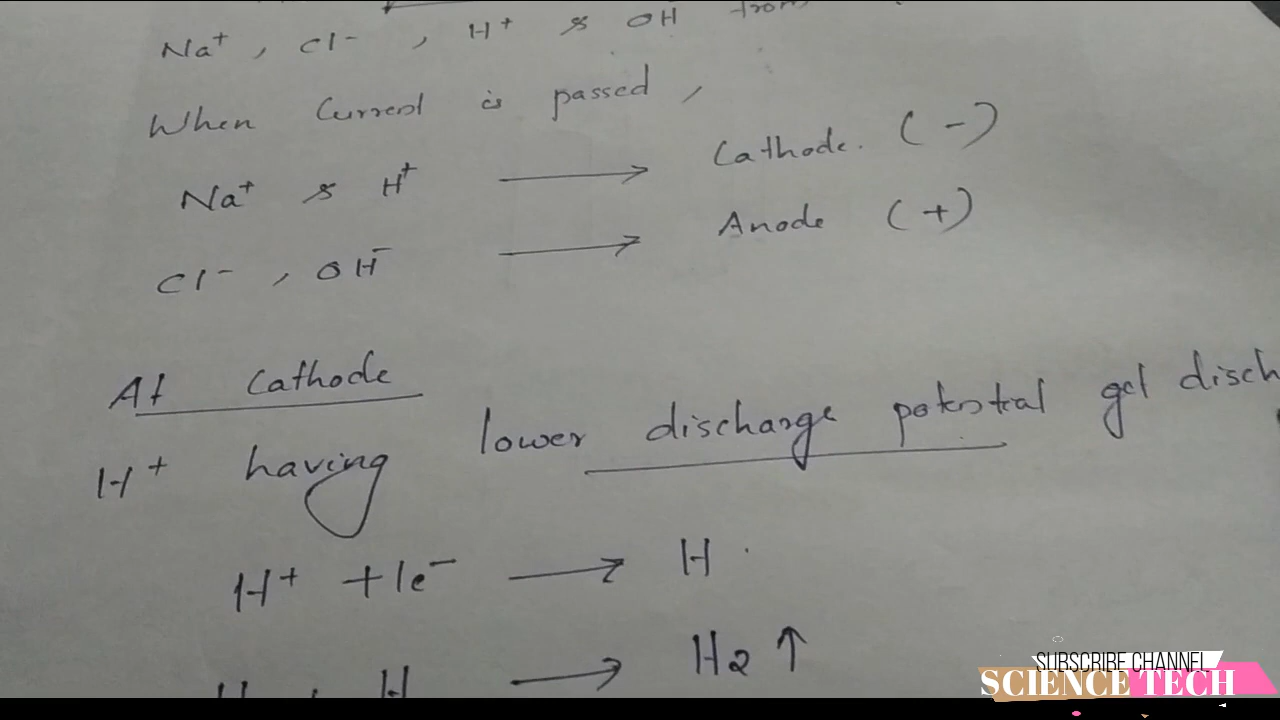 Na⁺, Cl⁻, H⁺ & OH from
When Current is passed,
Na⁺ & H⁺ ⟶ Cathode. (-)
Cl⁻, OH⁻ ⟶ Anode (+)
At Cathode
H⁺ having lower discharge potential get disch
H⁺ + 1e⁻ ⟶ H
H + H ⟶ H₂ ↑
SUBSCRIBE CHANNEL
SCIENCE TECH